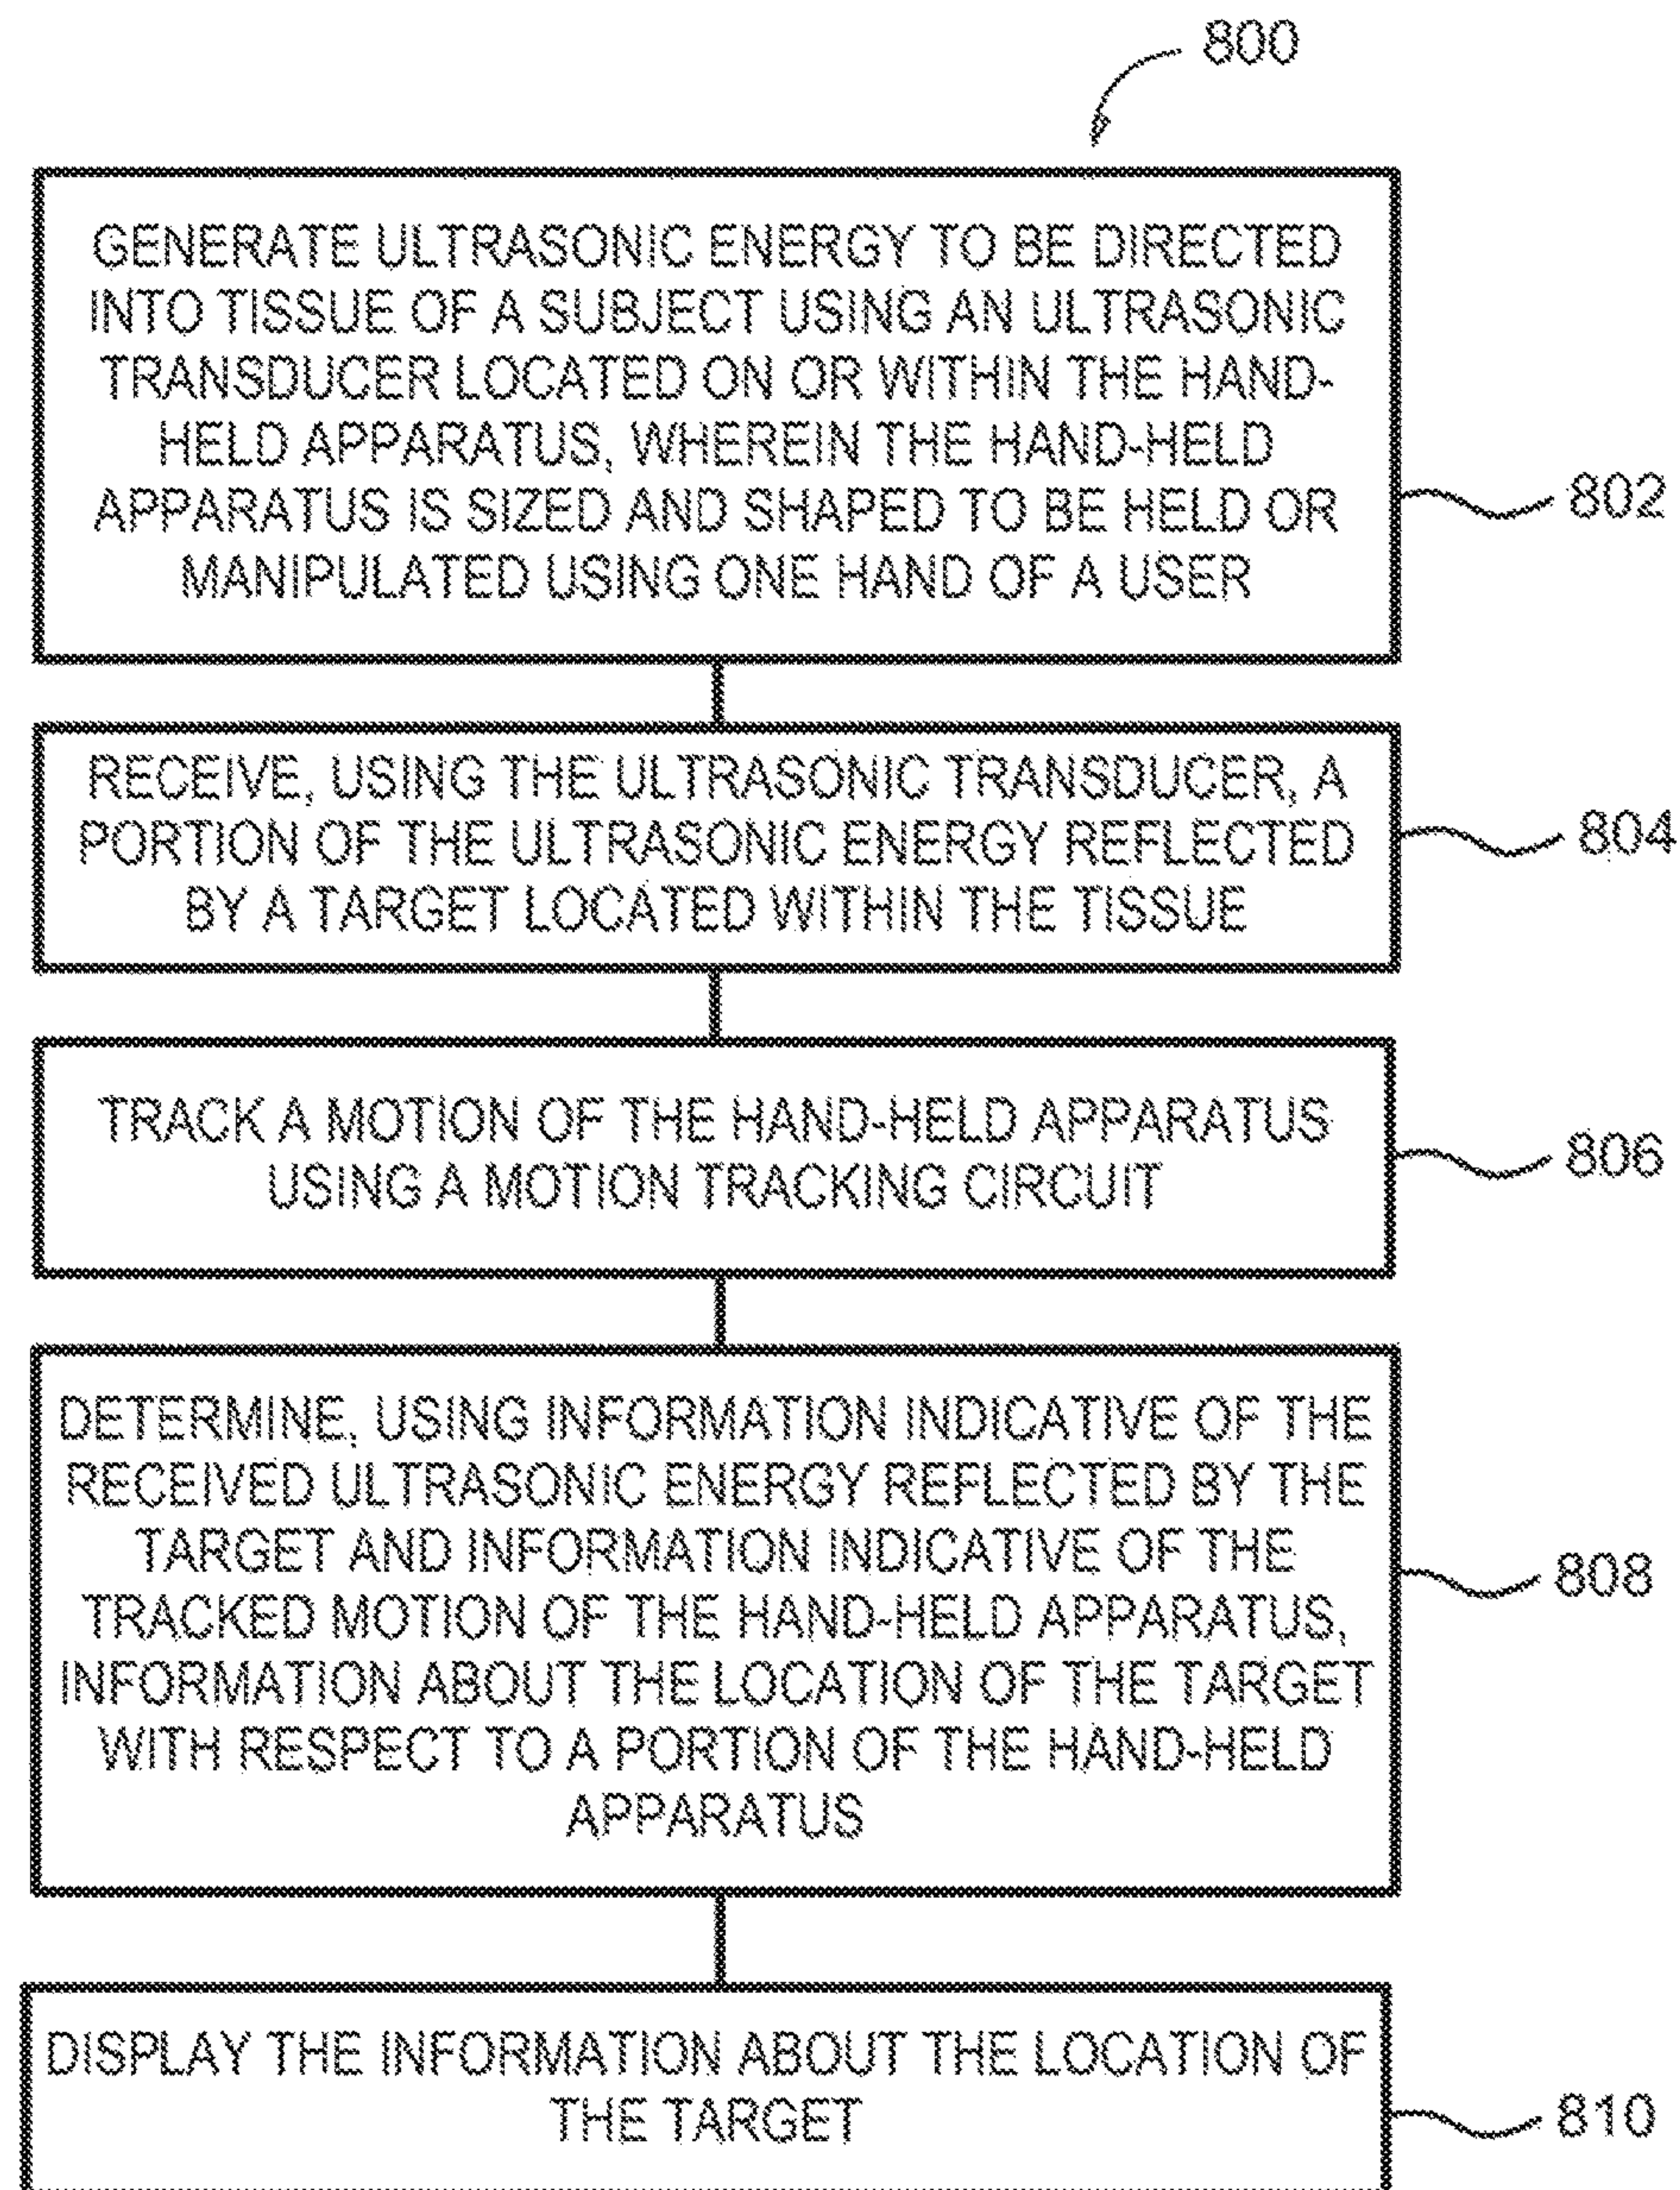 800
GENERATE ULTRASONIC ENERGY TO BE DIRECTED
INTO TISSUE OF A SUBJECT USING AN ULTRASONIC
TRANSDUCER LOCATED ON OR WITHIN THE HAND-
HELD APPARATUS, WHEREIN THE HAND-HELD
APPARATUS IS SIZED AND SHAPED TO BE HELD OR
MANIPULATED USING ONE HAND OF A USER
802
RECEIVE, USING THE ULTRASONIC TRANSDUCER, A
PORTION OF THE ULTRASONIC ENERGY REFLECTED
BY A TARGET LOCATED WITHIN THE TISSUE
804
TRACK A MOTION OF THE HAND-HELD APPARATUS
USING A MOTION TRACKING CIRCUIT
806
DETERMINE, USING INFORMATION INDICATIVE OF THE
RECEIVED ULTRASONIC ENERGY REFLECTED BY THE
TARGET AND INFORMATION INDICATIVE OF THE
TRACKED MOTION OF THE HAND-HELD APPARATUS,
INFORMATION ABOUT THE LOCATION OF THE TARGET
WITH RESPECT TO A PORTION OF THE HAND-HELD
APPARATUS
808
DISPLAY THE INFORMATION ABOUT THE LOCATION OF
THE TARGET
810